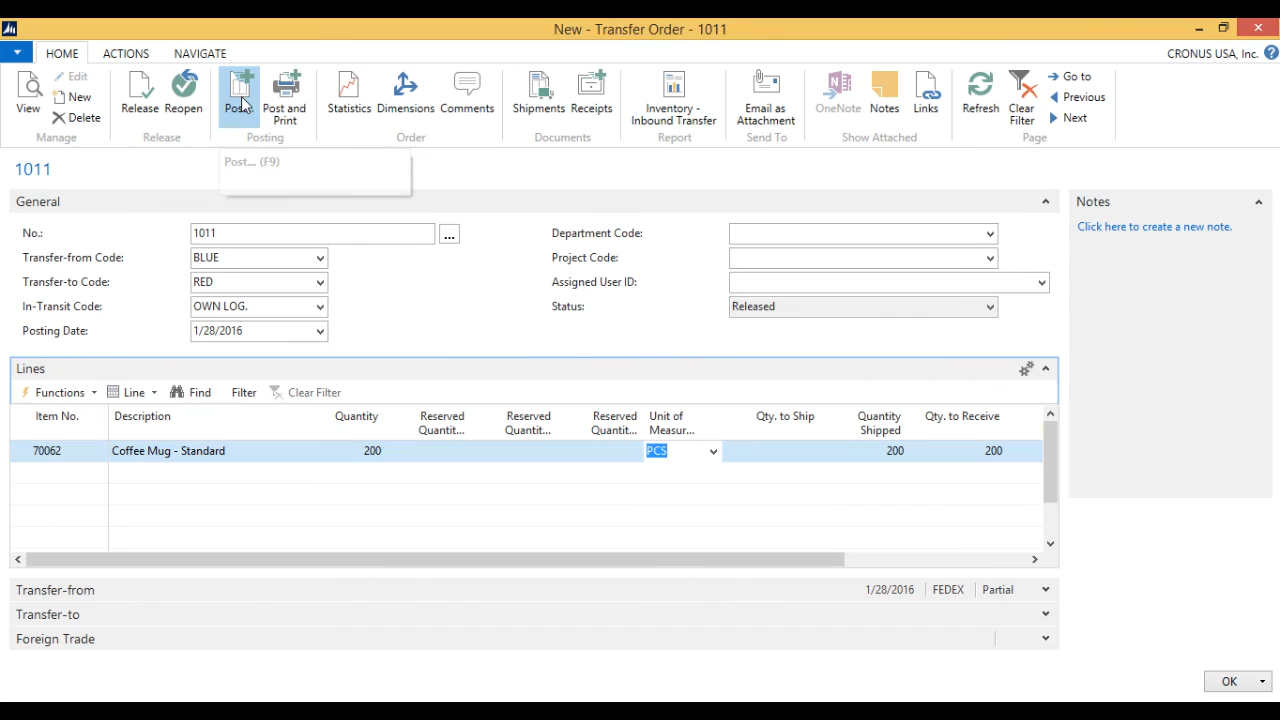 New - Transfer Order - 1011
HOME ACTIONS NAVIGATE CRONUS USA, Inc.
View Edit New Delete Release Reopen Post Post and Print Statistics Dimensions Comments Shipments Receipts Inventory - Inbound Transfer Email as Attachment OneNote Notes Links Refresh Clear Filter Go to Previous Next
Manage Release Posting Order Documents Report Send To Show Attached Page
Post... (F9)
1011
General
No.: 1011 Department Code:
Transfer-from Code: BLUE Project Code:
Transfer-to Code: RED Assigned User ID:
In-Transit Code: OWN LOG. Status: Released
Posting Date: 1/28/2016
Notes
Click here to create a new note.
Lines
Functions Line Find Filter Clear Filter
Item No. Description Quantity Reserved Quantit... Reserved Quantit... Reserved Quantit... Unit of Measur... Qty. to Ship Quantity Shipped Qty. to Receive
70062 Coffee Mug - Standard 200 PCS 200 200
Transfer-from 1/28/2016 FEDEX Partial
Transfer-to
Foreign Trade
OK